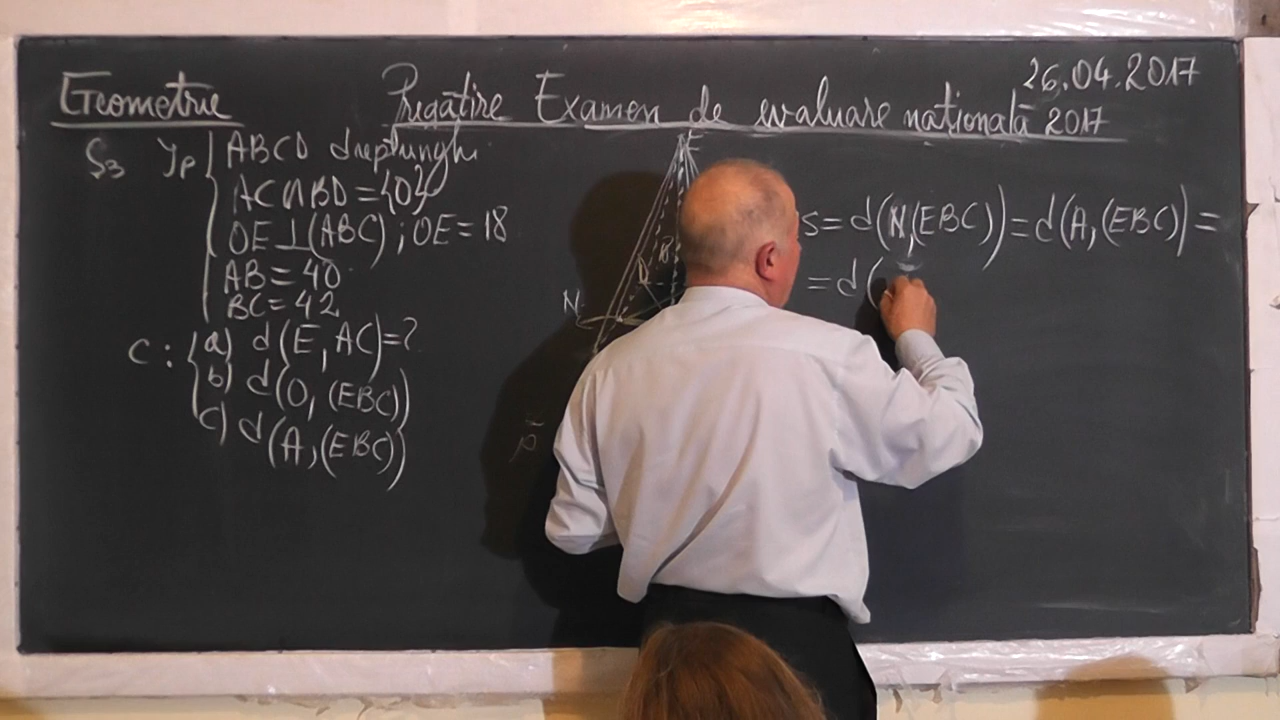 Geometrie
Pregătire Examen de evaluare națională 2017
26.04.2017
S3 Ip
ABCD dreptunghi
AC∩BD={O}
OE⊥(ABC); OE=18
AB=40
BC=42
C:
a) d(E, AC)=?
b) d(O, (EBC))
c) d(A,(EBC))
E
N
s=d(N,(EBC))=d(A,(EBC))=
=d(